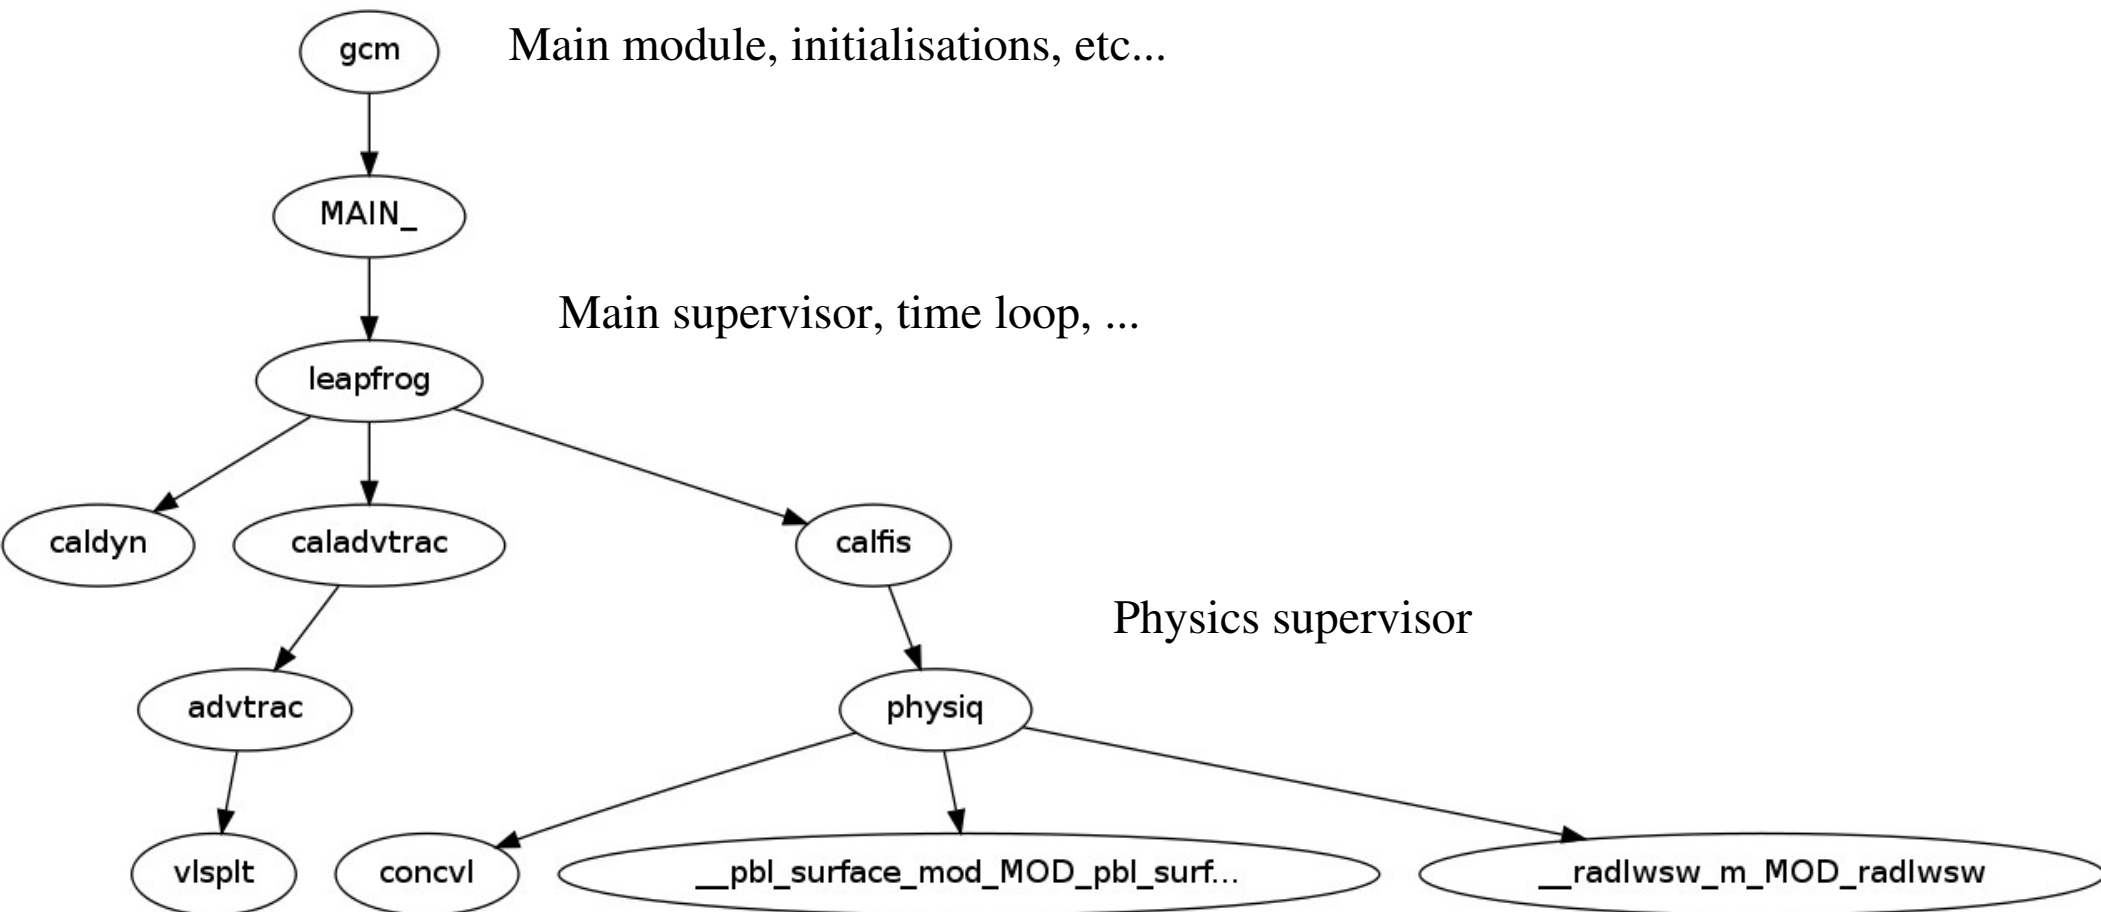 gcm
Main module, initialisations, etc...
MAIN_
Main supervisor, time loop, ...
leapfrog
caldyn
caladvtrac
calfis
Physics supervisor
advtrac
physiq
vlsplt
concvl
__pbl_surface_mod_MOD_pbl_surf...
__radlwsw_m_MOD_radlwsw